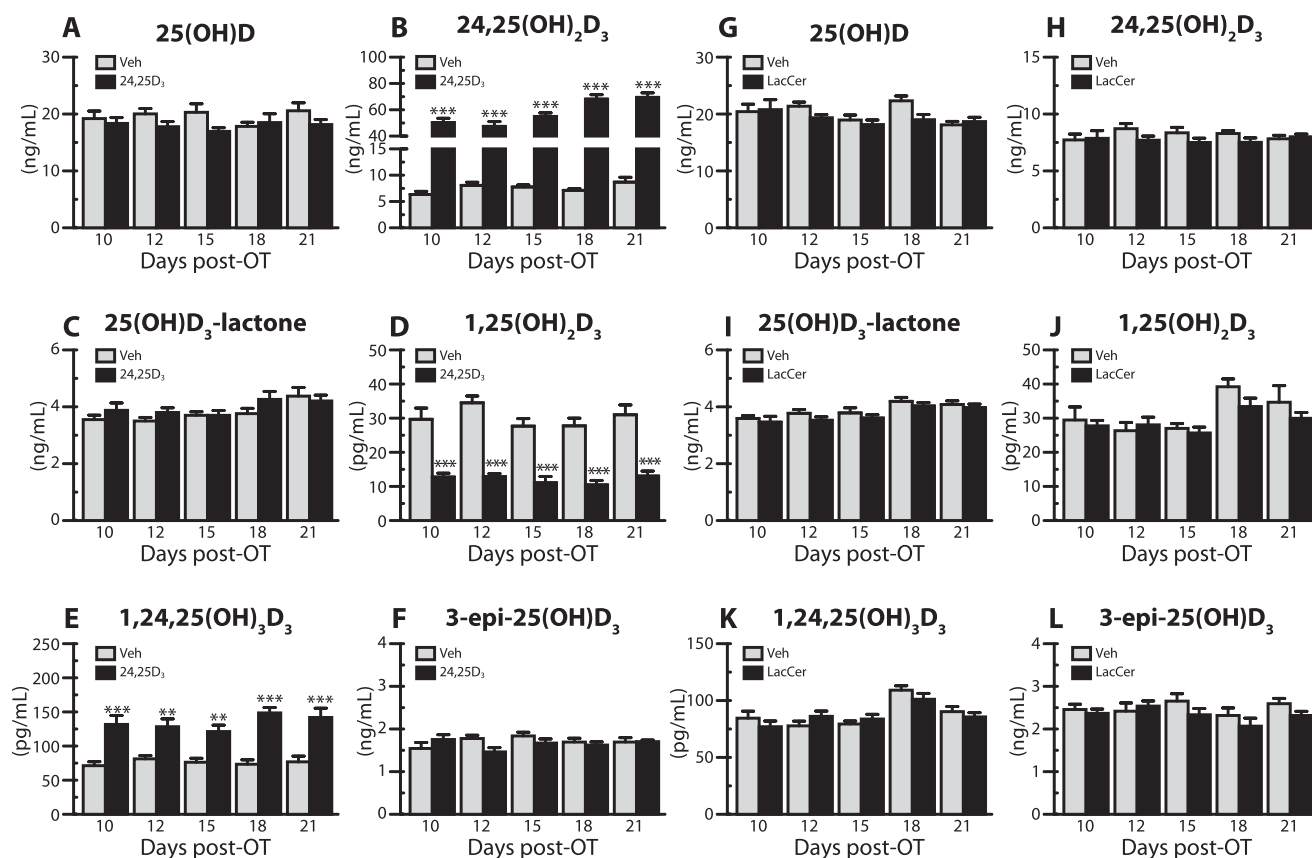 A 25(OH)D
30
20
10
0
(ng/mL)
Veh
24,25D₃
10 12 15 18 21
Days post-OT
B 24,25(OH)₂D₃
100
80
60
40
15
10
5
0
(ng/mL)
Veh
24,25D₃
*** *** *** *** ***
10 12 15 18 21
Days post-OT
G 25(OH)D
30
20
10
0
(ng/mL)
Veh
LacCer
10 12 15 18 21
Days post-OT
H 24,25(OH)₂D₃
15
10
5
0
(ng/mL)
Veh
LacCer
10 12 15 18 21
Days post-OT
C 25(OH)D₃-lactone
6
4
2
0
(ng/mL)
Veh
24,25D₃
10 12 15 18 21
Days post-OT
D 1,25(OH)₂D₃
50
40
30
20
10
0
(pg/mL)
Veh
24,25D₃
*** *** *** *** ***
10 12 15 18 21
Days post-OT
I 25(OH)D₃-lactone
6
4
2
0
(ng/mL)
Veh
LacCer
10 12 15 18 21
Days post-OT
J 1,25(OH)₂D₃
50
40
30
20
10
0
(pg/mL)
Veh
LacCer
10 12 15 18 21
Days post-OT
E 1,24,25(OH)₃D₃
250
200
150
100
50
0
(pg/mL)
Veh
24,25D₃
*** ** ** *** ***
10 12 15 18 21
Days post-OT
F 3-epi-25(OH)D₃
4
3
2
1
0
(ng/mL)
Veh
24,25D₃
10 12 15 18 21
Days post-OT
K 1,24,25(OH)₃D₃
150
100
50
0
(pg/mL)
Veh
LacCer
10 12 15 18 21
Days post-OT
L 3-epi-25(OH)D₃
4
3
2
1
0
(ng/mL)
Veh
LacCer
10 12 15 18 21
Days post-OT